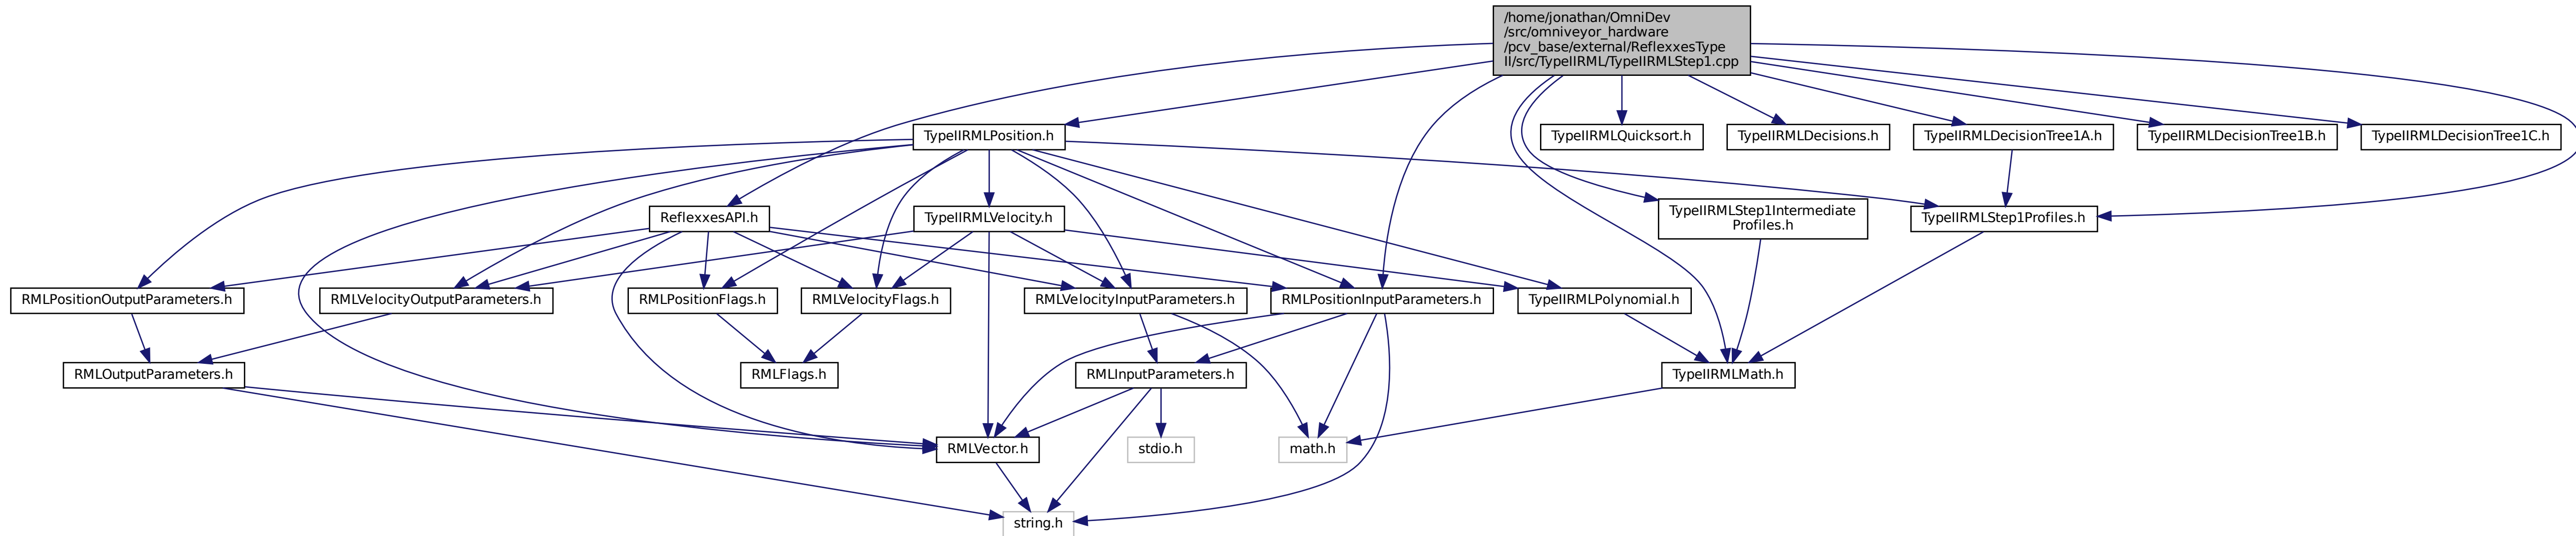 /home/jonathan/OmniDev
/src/omniveyor_hardware
/pcv_base/external/ReflexxesType
II/src/TypeIIRML/TypeIIRMLStep1.cpp
TypeIIRMLPosition.h
TypeIIRMLQuicksort.h
TypeIIRMLDecisions.h
TypeIIRMLDecisionTree1A.h
TypeIIRMLDecisionTree1B.h
TypeIIRMLDecisionTree1C.h
ReflexxesAPI.h
TypeIIRMLVelocity.h
TypeIIRMLStep1Intermediate
Profiles.h
TypeIIRMLStep1Profiles.h
RMLPositionOutputParameters.h
RMLVelocityOutputParameters.h
RMLPositionFlags.h
RMLVelocityFlags.h
RMLVelocityInputParameters.h
RMLPositionInputParameters.h
TypeIIRMLPolynomial.h
RMLOutputParameters.h
RMLFlags.h
RMLInputParameters.h
TypeIIRMLMath.h
RMLVector.h
stdio.h
math.h
string.h